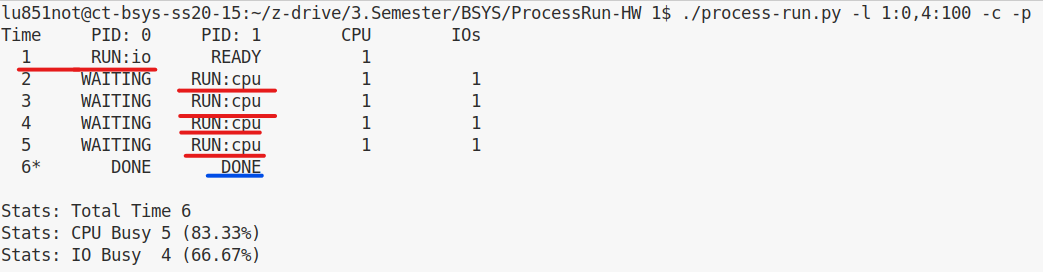 lu851not@ct-bsys-ss20-15:~/z-drive/3.Semester/BSYS/ProcessRun-HW 1$ ./process-run.py -l 1:0,4:100 -c -p
Time     PID: 0     PID: 1        CPU        IOs
  1      RUN:io      READY          1
  2     WAITING    RUN:cpu          1          1
  3     WAITING    RUN:cpu          1          1
  4     WAITING    RUN:cpu          1          1
  5     WAITING    RUN:cpu          1          1
  6*       DONE       DONE
Stats: Total Time 6
Stats: CPU Busy 5 (83.33%)
Stats: IO Busy  4 (66.67%)